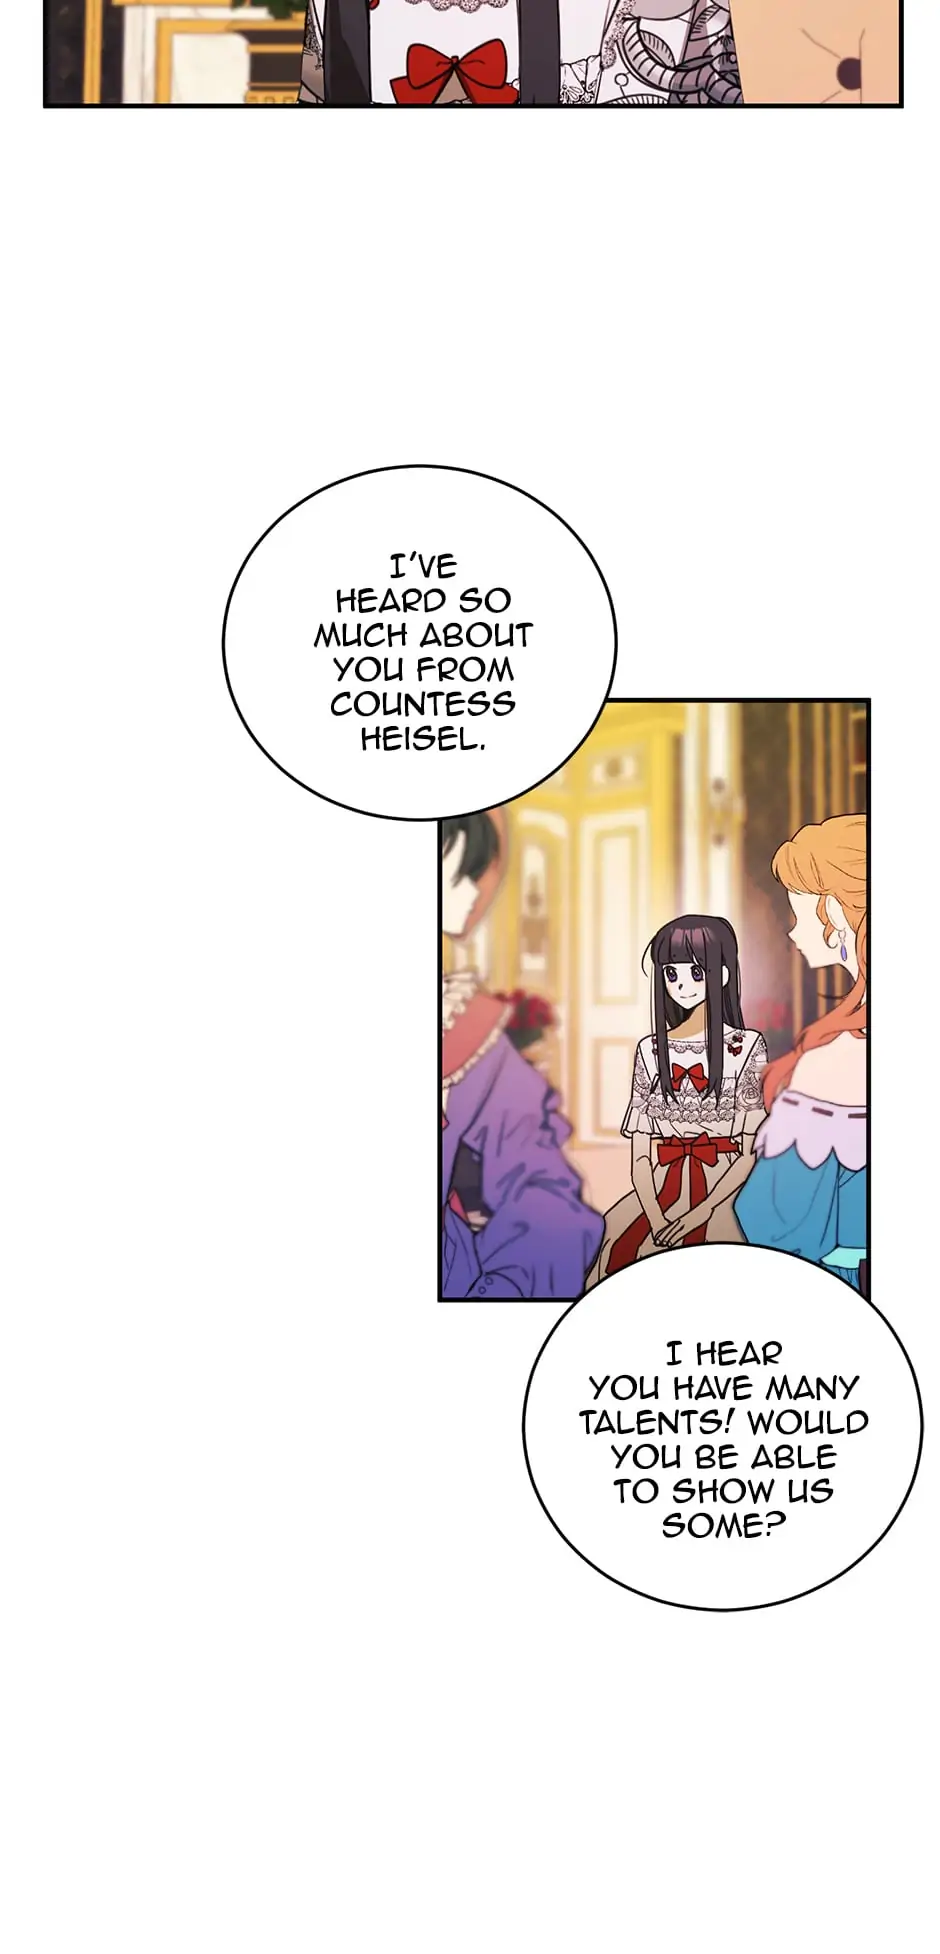 I'VE
HEARD SO
MUCH ABOUT
YOU FROM
COUNTESS
HEISEL.
I HEAR
YOU HAVE MANY
TALENTS! WOULD
YOU BE ABLE
TO SHOW US
SOME?